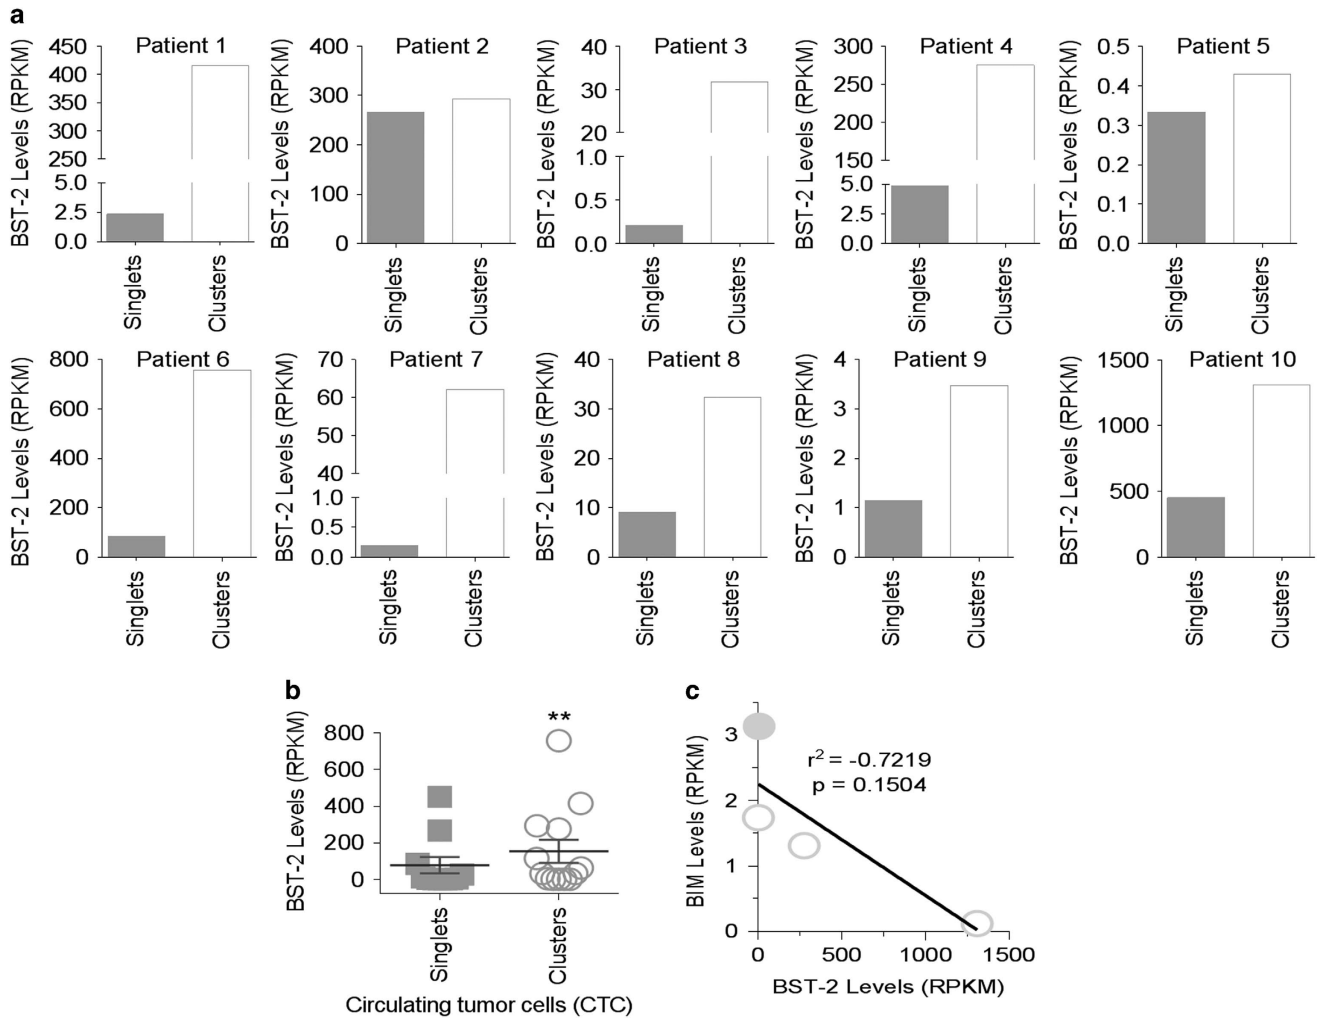 a
Patient 1
BST-2 Levels (RPKM)
450
400
350
300
250
5.0
2.5
0.0
Singlets
Clusters
Patient 2
BST-2 Levels (RPKM)
400
300
200
100
0
Singlets
Clusters
Patient 3
BST-2 Levels (RPKM)
40
30
20
1.0
0.5
0.0
Singlets
Clusters
Patient 4
BST-2 Levels (RPKM)
300
250
200
150
5.0
2.5
0.0
Singlets
Clusters
Patient 5
BST-2 Levels (RPKM)
0.5
0.4
0.3
0.2
0.1
0.0
Singlets
Clusters
Patient 6
BST-2 Levels (RPKM)
800
600
400
200
0
Singlets
Clusters
Patient 7
BST-2 Levels (RPKM)
70
60
50
40
1.0
0.5
0.0
Singlets
Clusters
Patient 8
BST-2 Levels (RPKM)
40
30
20
10
0
Singlets
Clusters
Patient 9
BST-2 Levels (RPKM)
4
3
2
1
0
Singlets
Clusters
Patient 10
BST-2 Levels (RPKM)
1500
1000
500
0
Singlets
Clusters
b
BST-2 Levels (RPKM)
800
600
400
200
0
**
Singlets
Clusters
Circulating tumor cells (CTC)
c
BIM Levels (RPKM)
3
2
1
0
r² = -0.7219
p = 0.1504
0
500
1000
1500
BST-2 Levels (RPKM)